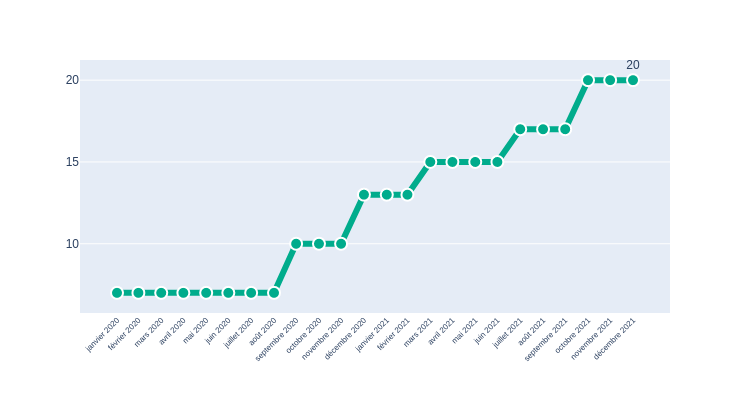 20
20
15
10
janvier 2020
février 2020
mars 2020
avril 2020
mai 2020
juin 2020
juillet 2020
août 2020
septembre 2020
octobre 2020
novembre 2020
décembre 2020
janvier 2021
février 2021
mars 2021
avril 2021
mai 2021
juin 2021
juillet 2021
août 2021
septembre 2021
octobre 2021
novembre 2021
décembre 2021